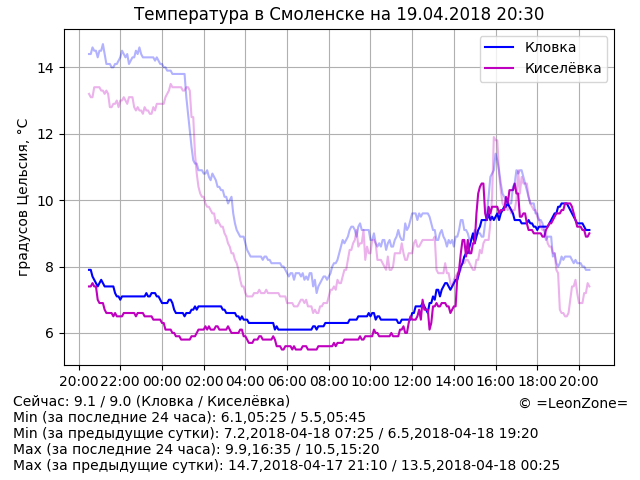 Температура в Смоленске на 19.04.2018 20:30
градусов Цельсия, °C
14
12
10
8
6
Кловка
Киселёвка
20:00 22:00 00:00 02:00 04:00 06:00 08:00 10:00 12:00 14:00 16:00 18:00 20:00
Сейчас: 9.1 / 9.0 (Кловка / Киселёвка)
© =LeonZone=
Min (за последние 24 часа): 6.1,05:25 / 5.5,05:45
Min (за предыдущие сутки): 7.2,2018-04-18 07:25 / 6.5,2018-04-18 19:20
Max (за последние 24 часа): 9.9,16:35 / 10.5,15:20
Max (за предыдущие сутки): 14.7,2018-04-17 21:10 / 13.5,2018-04-18 00:25